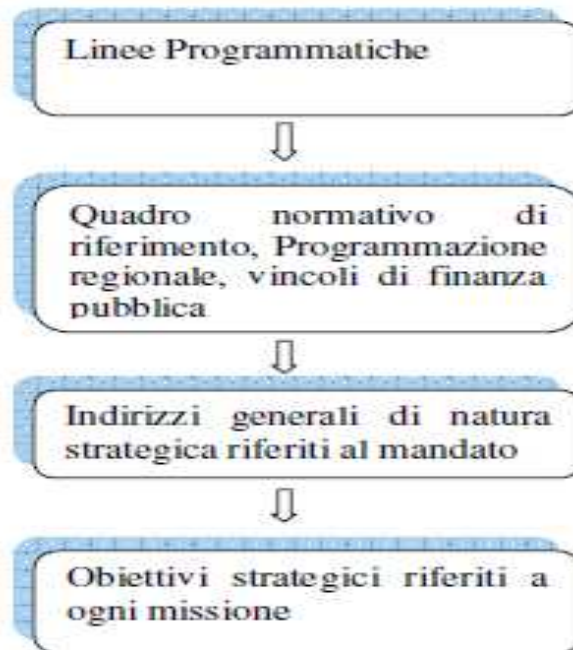 Linee Programmatiche
Quadro normativo di
riferimento, Programmazione
regionale, vincoli di finanza
pubblica
Indirizzi generali di natura
strategica riferiti al mandato
Obiettivi strategici riferiti a
ogni missione